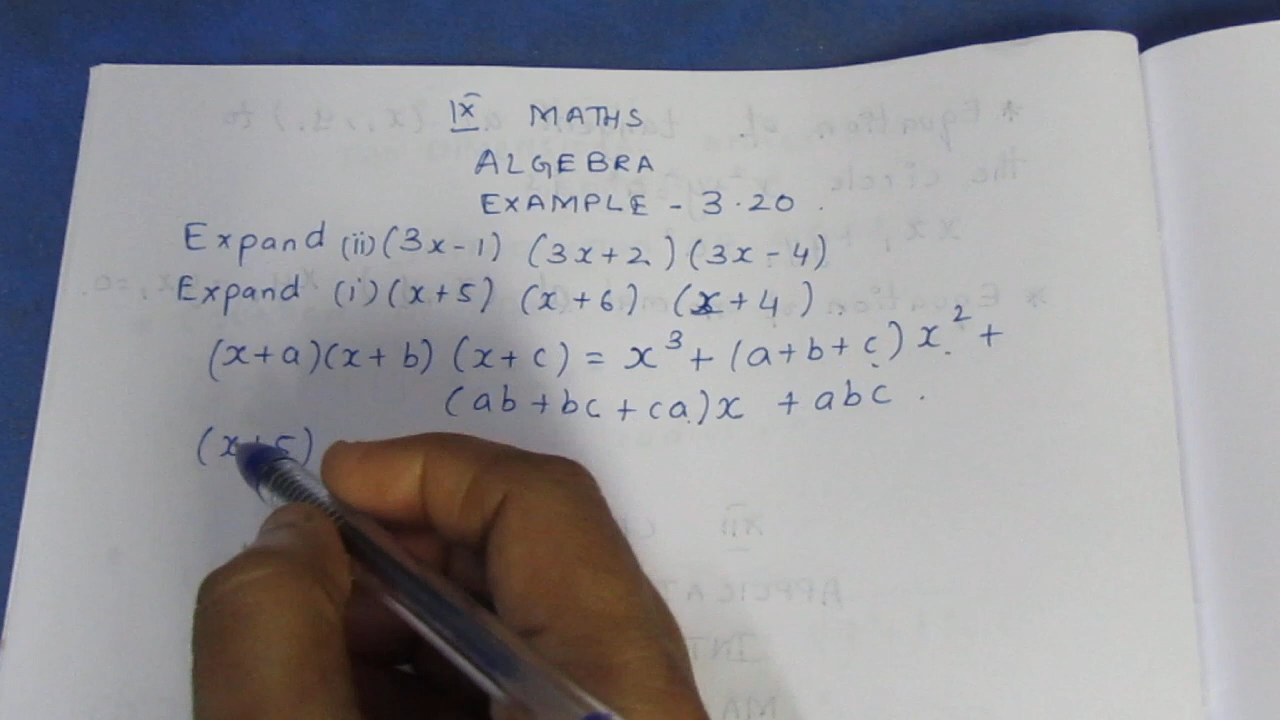 IX MATHS
ALGEBRA
EXAMPLE - 3.20.
Expand (ii) (3x-1) (3x+2) (3x-4)
Expand (i) (x+5) (x+6) (x+4)
(x+a)(x+b) (x+c) = x³ + (a+b+c) x² +
(ab+bc+ca)x + abc.
(x+5)